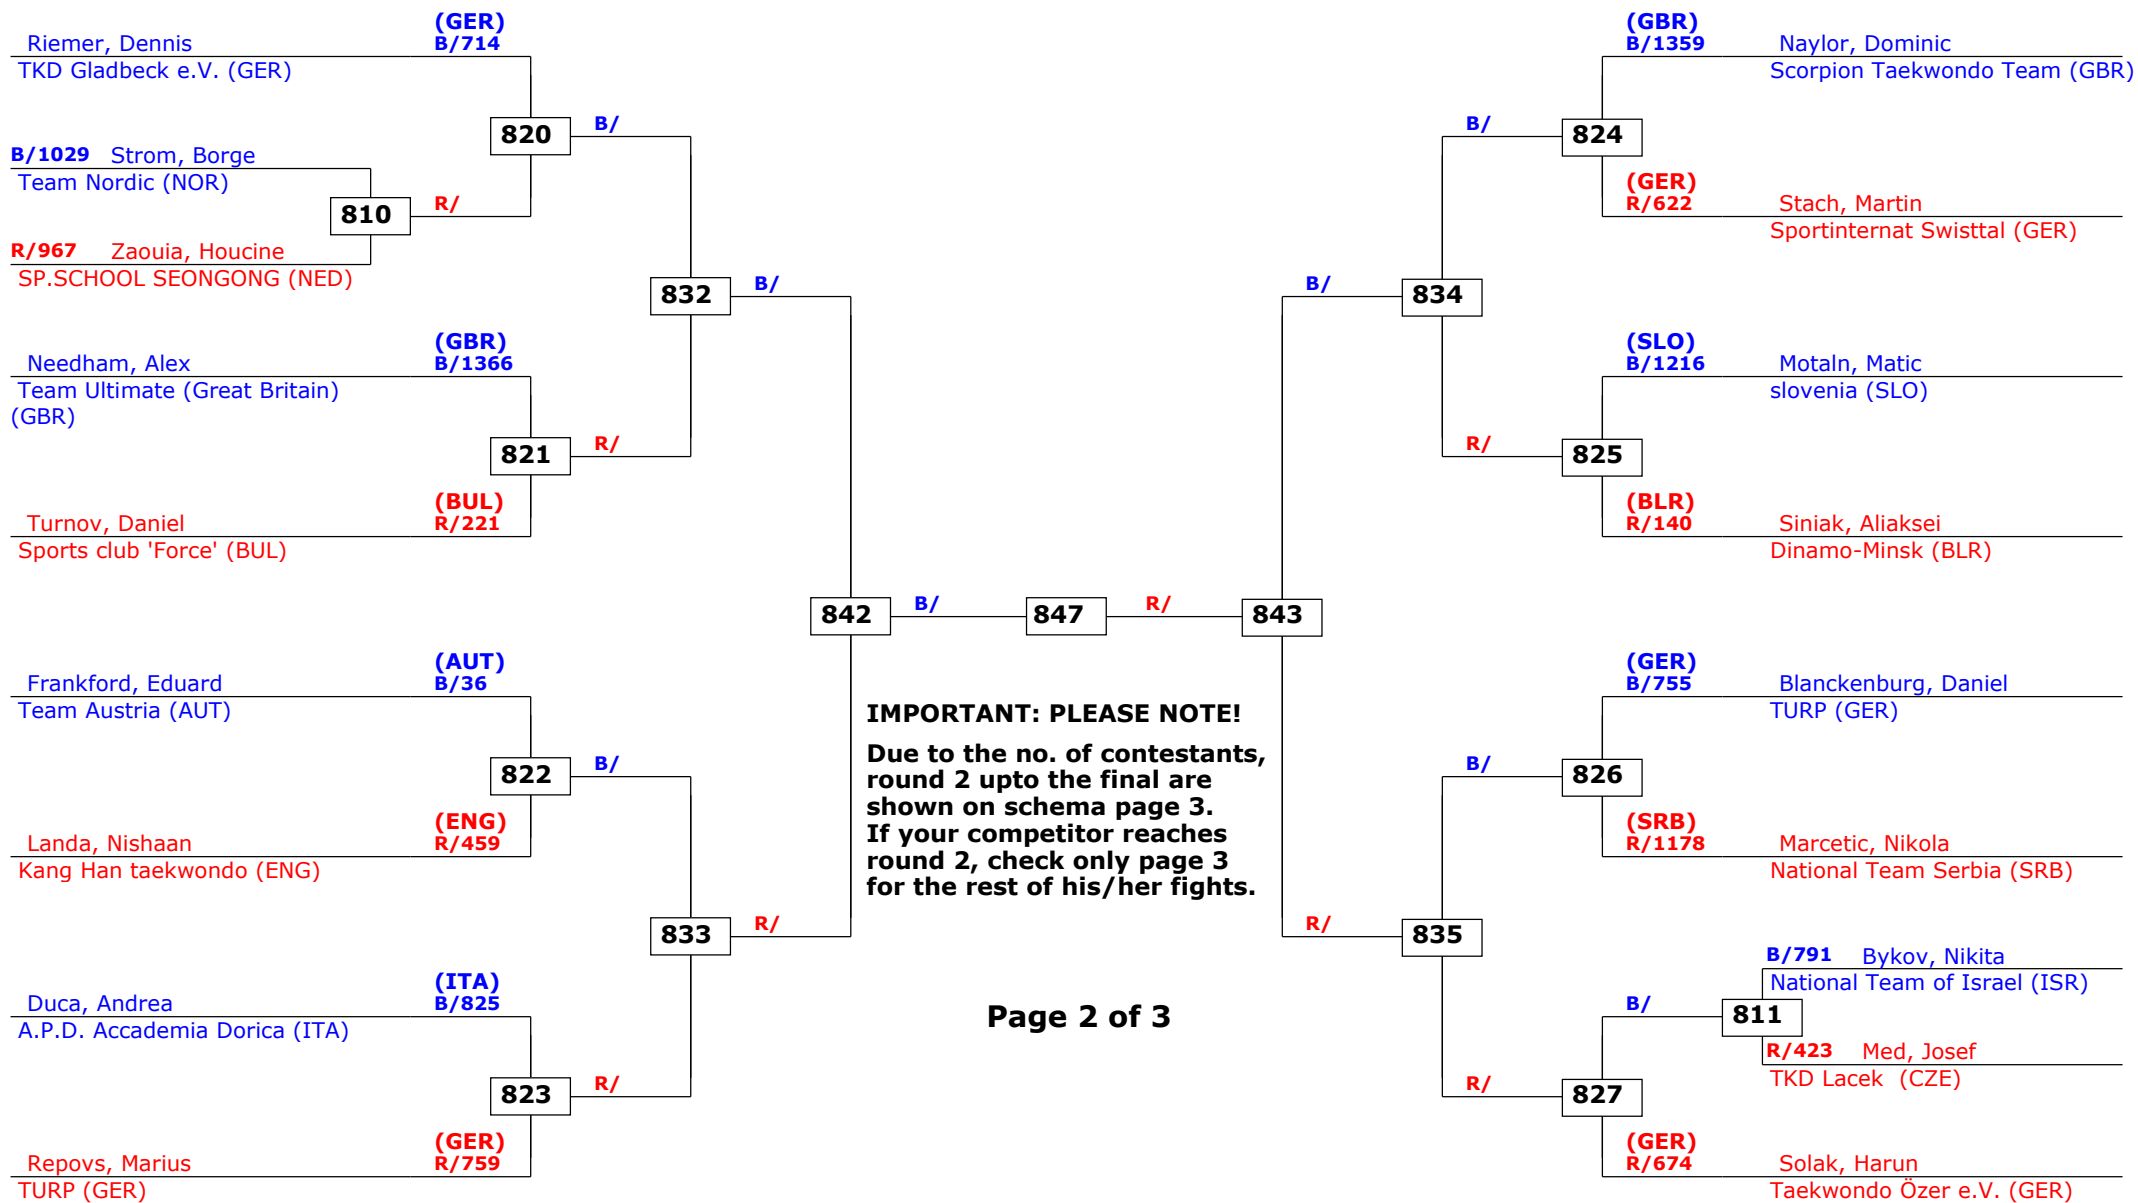 (GER)
Riemer, Dennis B/714
TKD Gladbeck e.V. (GER)
820
B/
B/1029 Strom, Borge
Team Nordic (NOR)
810
R/
R/967 Zaouia, Houcine
SP.SCHOOL SEONGONG (NED)
832
B/
(GBR)
Needham, Alex B/1366
Team Ultimate (Great Britain)
(GBR)
821
R/
(BUL)
Turnov, Daniel R/221
Sports club 'Force' (BUL)
842
B/
847
R/
843
(AUT)
Frankford, Eduard B/36
Team Austria (AUT)
822
B/
(ENG)
Landa, Nishaan R/459
Kang Han taekwondo (ENG)
833
R/
(ITA)
Duca, Andrea B/825
A.P.D. Accademia Dorica (ITA)
823
R/
(GER)
Repovs, Marius R/759
TURP (GER)
IMPORTANT: PLEASE NOTE!
Due to the no. of contestants,
round 2 upto the final are
shown on schema page 3.
If your competitor reaches
round 2, check only page 3
for the rest of his/her fights.
Page 2 of 3
(GBR)
B/1359 Naylor, Dominic
Scorpion Taekwondo Team (GBR)
B/
824
(GER)
R/622 Stach, Martin
Sportinternat Swisttal (GER)
B/
834
(SLO)
B/1216 Motaln, Matic
slovenia (SLO)
R/
825
(BLR)
R/140 Siniak, Aliaksei
Dinamo-Minsk (BLR)
(GER)
B/755 Blanckenburg, Daniel
TURP (GER)
B/
826
(SRB)
R/1178 Marcetic, Nikola
National Team Serbia (SRB)
R/
835
B/791 Bykov, Nikita
National Team of Israel (ISR)
B/
811
R/423 Med, Josef
TKD Lacek (CZE)
R/
827
(GER)
R/674 Solak, Harun
Taekwondo Özer e.V. (GER)